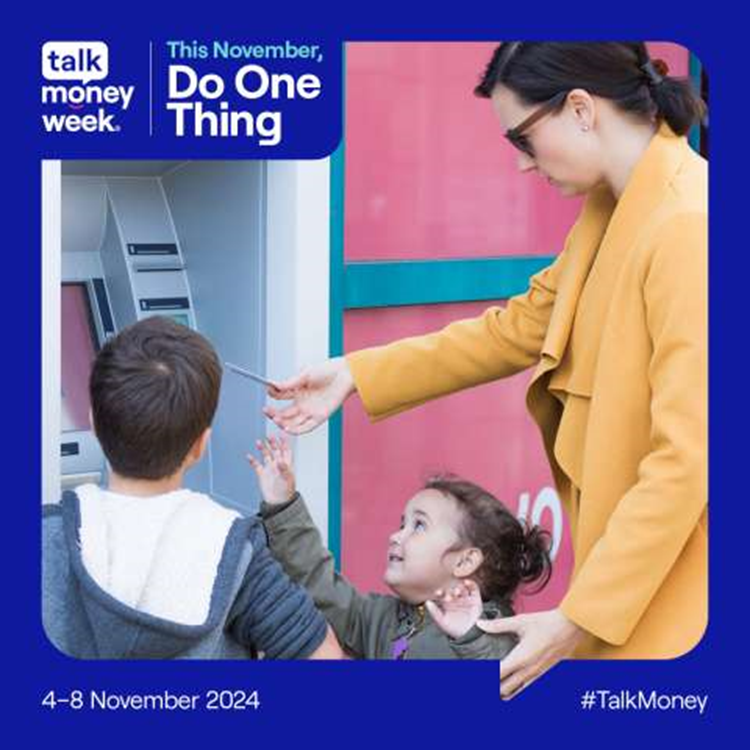 talk
money
week.
This November,
Do One
Thing
4–8 November 2024
#TalkMoney